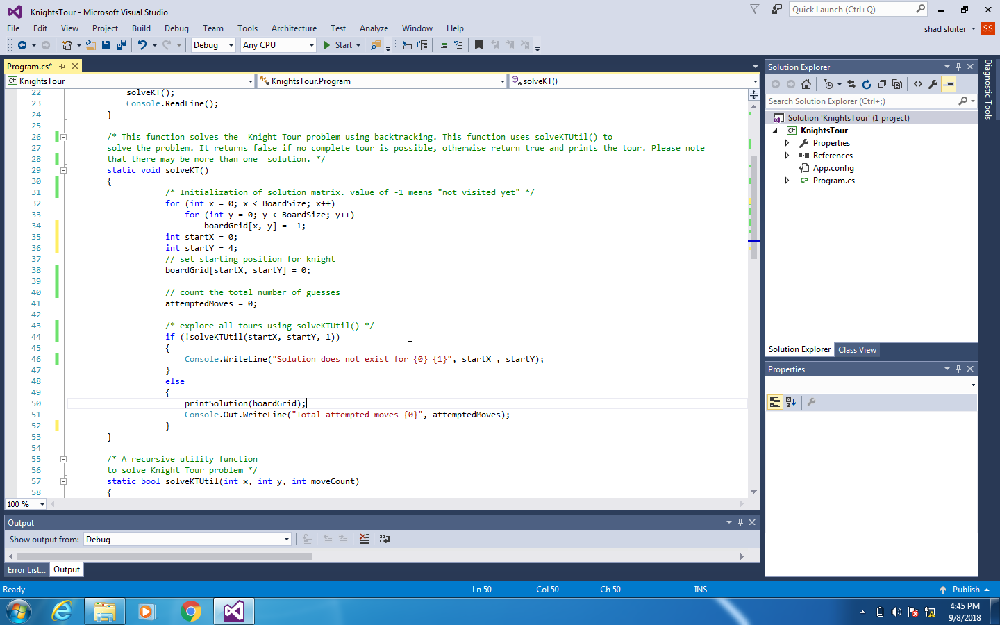 KnightsTour - Microsoft Visual Studio
Quick Launch (Ctrl+Q)
File Edit View Project Build Debug Team Tools Architecture Test Analyze Window Help
shad sluiter SS
Debug Any CPU Start
Program.cs*
C# KnightsTour KnightsTour.Program solveKT()
22 solveKT();
23 Console.ReadLine();
24 }
25
26 /* This function solves the  Knight Tour problem using backtracking. This function uses solveKTUtil() to
27 solve the problem. It returns false if no complete tour is possible, otherwise return true and prints the tour. Please note
28 that there may be more than one  solution. */
29 static void solveKT()
30 {
31 /* Initialization of solution matrix. value of -1 means "not visited yet" */
32 for (int x = 0; x < BoardSize; x++)
33 for (int y = 0; y < BoardSize; y++)
34 boardGrid[x, y] = -1;
35 int startX = 0;
36 int startY = 4;
37 // set starting position for knight
38 boardGrid[startX, startY] = 0;
39
40 // count the total number of guesses
41 attemptedMoves = 0;
42
43 /* explore all tours using solveKTUtil() */
44 if (!solveKTUtil(startX, startY, 1))
45 {
46 Console.WriteLine("Solution does not exist for {0} {1}", startX , startY);
47 }
48 else
49 {
50 printSolution(boardGrid);
51 Console.Out.WriteLine("Total attempted moves {0}", attemptedMoves);
52 }
53 }
54
55 /* A recursive utility function
56 to solve Knight Tour problem */
57 static bool solveKTUtil(int x, int y, int moveCount)
58 {
100 %
Output
Show output from: Debug
Error List... Output
Solution Explorer
Search Solution Explorer (Ctrl+;)
Solution 'KnightsTour' (1 project)
C# KnightsTour
Properties
References
App.config
C# Program.cs
Solution Explorer Class View
Properties
Diagnostic Tools
Ready Ln 50 Col 50 Ch 50 INS Publish
4:45 PM
9/8/2018